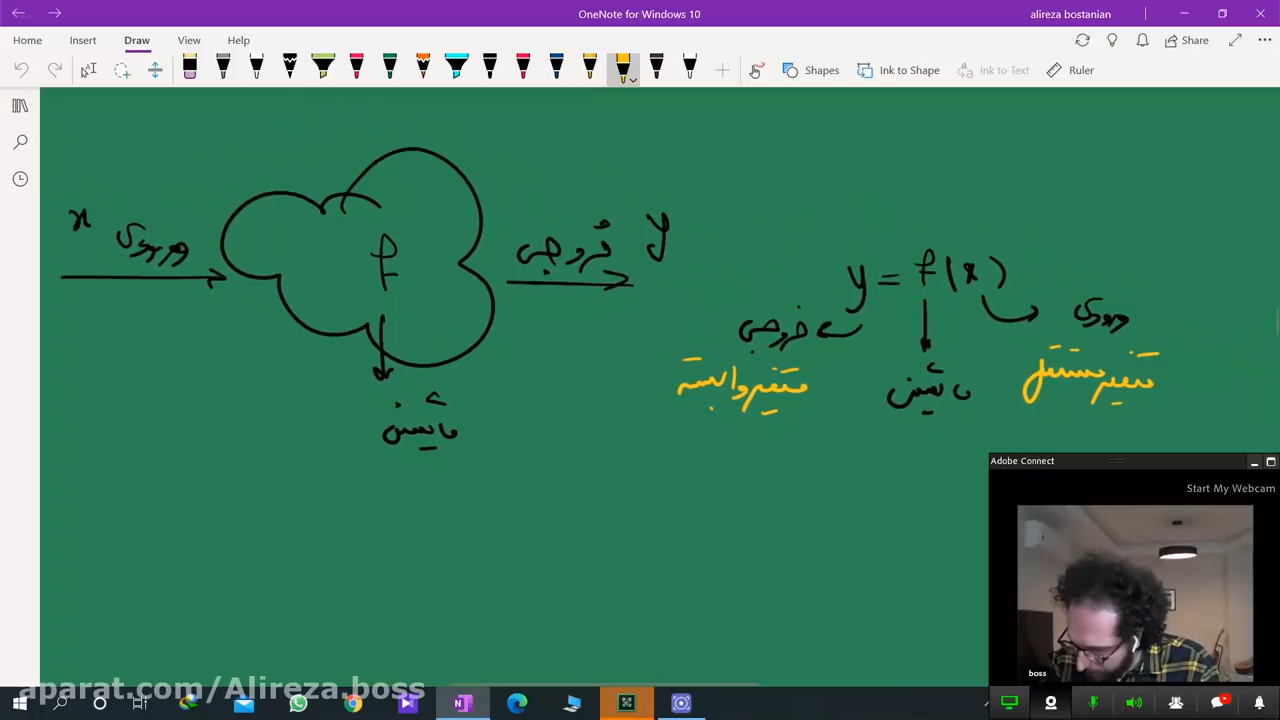 OneNote for Windows 10
alireza bostanian
Home Insert Draw View Help
Share
Shapes Ink to Shape Ink to Text Ruler
x ورودی
f
خروجی y
ماشین
y = f(x)
خروجی
ماشین
ورودی
متغیر وابسته
متغیر مستقل
Adobe Connect
Start My Webcam
boss
aparat.com/Alireza.boss